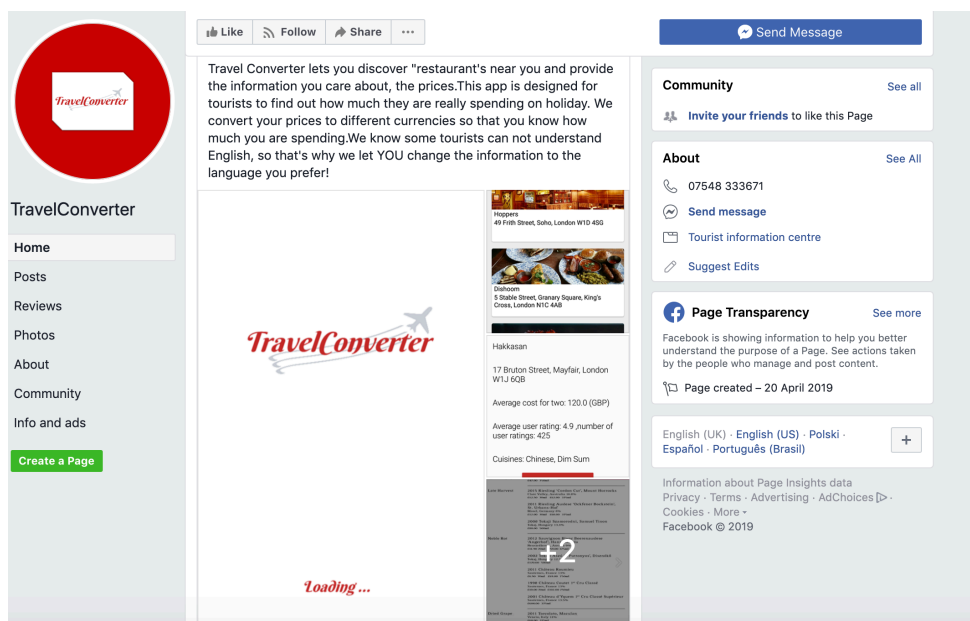 TravelConverter
TravelConverter
Home
Posts
Reviews
Photos
About
Community
Info and ads
Create a Page
Like
Follow
Share
Travel Converter lets you discover "restaurant's near you and provide
the information you care about, the prices.This app is designed for
tourists to find out how much they are really spending on holiday. We
convert your prices to different currencies so that you know how
much you are spending.We know some tourists can not understand
English, so that's why we let YOU change the information to the
language you prefer!
TravelConverter
Loading ...
Hoppers
49 Frith Street, Soho, London W1D 4SG
Dishoom
5 Stable Street, Granary Square, King's
Cross, London N1C 4AB
Hakkasan
17 Bruton Street, Mayfair, London
W1J 6QB
Average cost for two: 120.0 (GBP)
Average user rating: 4.9 ,number of
user ratings: 425
Cuisines: Chinese, Dim Sum
+2
Send Message
Community
See all
Invite your friends to like this Page
About
See All
07548 333671
Send message
Tourist information centre
Suggest Edits
Page Transparency
See more
Facebook is showing information to help you better
understand the purpose of a Page. See actions taken
by the people who manage and post content.
Page created – 20 April 2019
English (UK) · English (US) · Polski ·
Español · Português (Brasil)
+
Information about Page Insights data
Privacy · Terms · Advertising · AdChoices ·
Cookies · More
Facebook © 2019